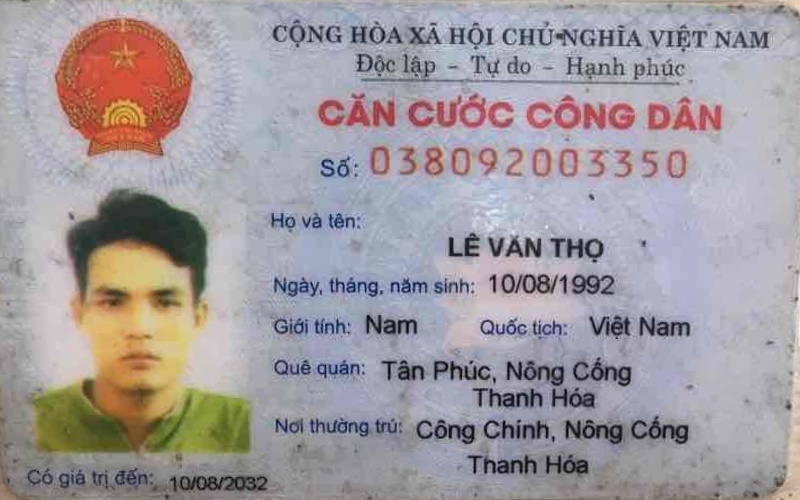 CỘNG HÒA XÃ HỘI CHỦ NGHĨA VIỆT NAM
Độc lập - Tự do - Hạnh phúc
CĂN CƯỚC CÔNG DÂN
Số: 038092003350
Họ và tên:
LÊ VĂN THỌ
Ngày, tháng, năm sinh: 10/08/1992
Giới tính: Nam Quốc tịch: Việt Nam
Quê quán: Tân Phúc, Nông Cống
Thanh Hóa
Nơi thường trú: Công Chính, Nông Cống
Thanh Hóa
Có giá trị đến: 10/08/2032